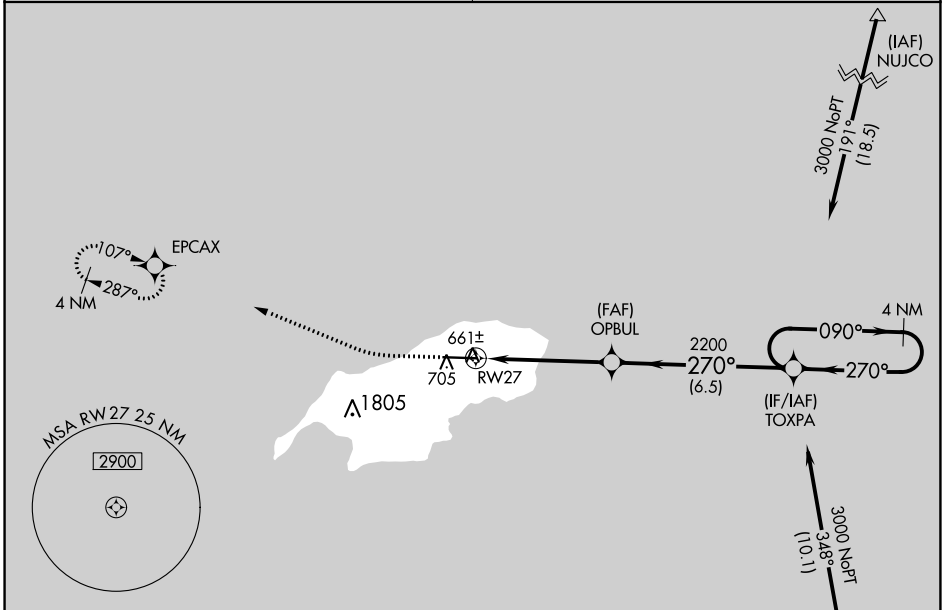 (IAF)
NUJCO
3000 NoPT
191°
(18.5)
EPCAX
107°
287°
4 NM
(FAF)
OPBUL
4 NM
090°
2200
270°
(6.5)
270°
(IF/IAF)
TOXPA
661±
705
RW27
1805
MSA RW 27 25 NM
2900
3000 NoPT
348°
(10.1)